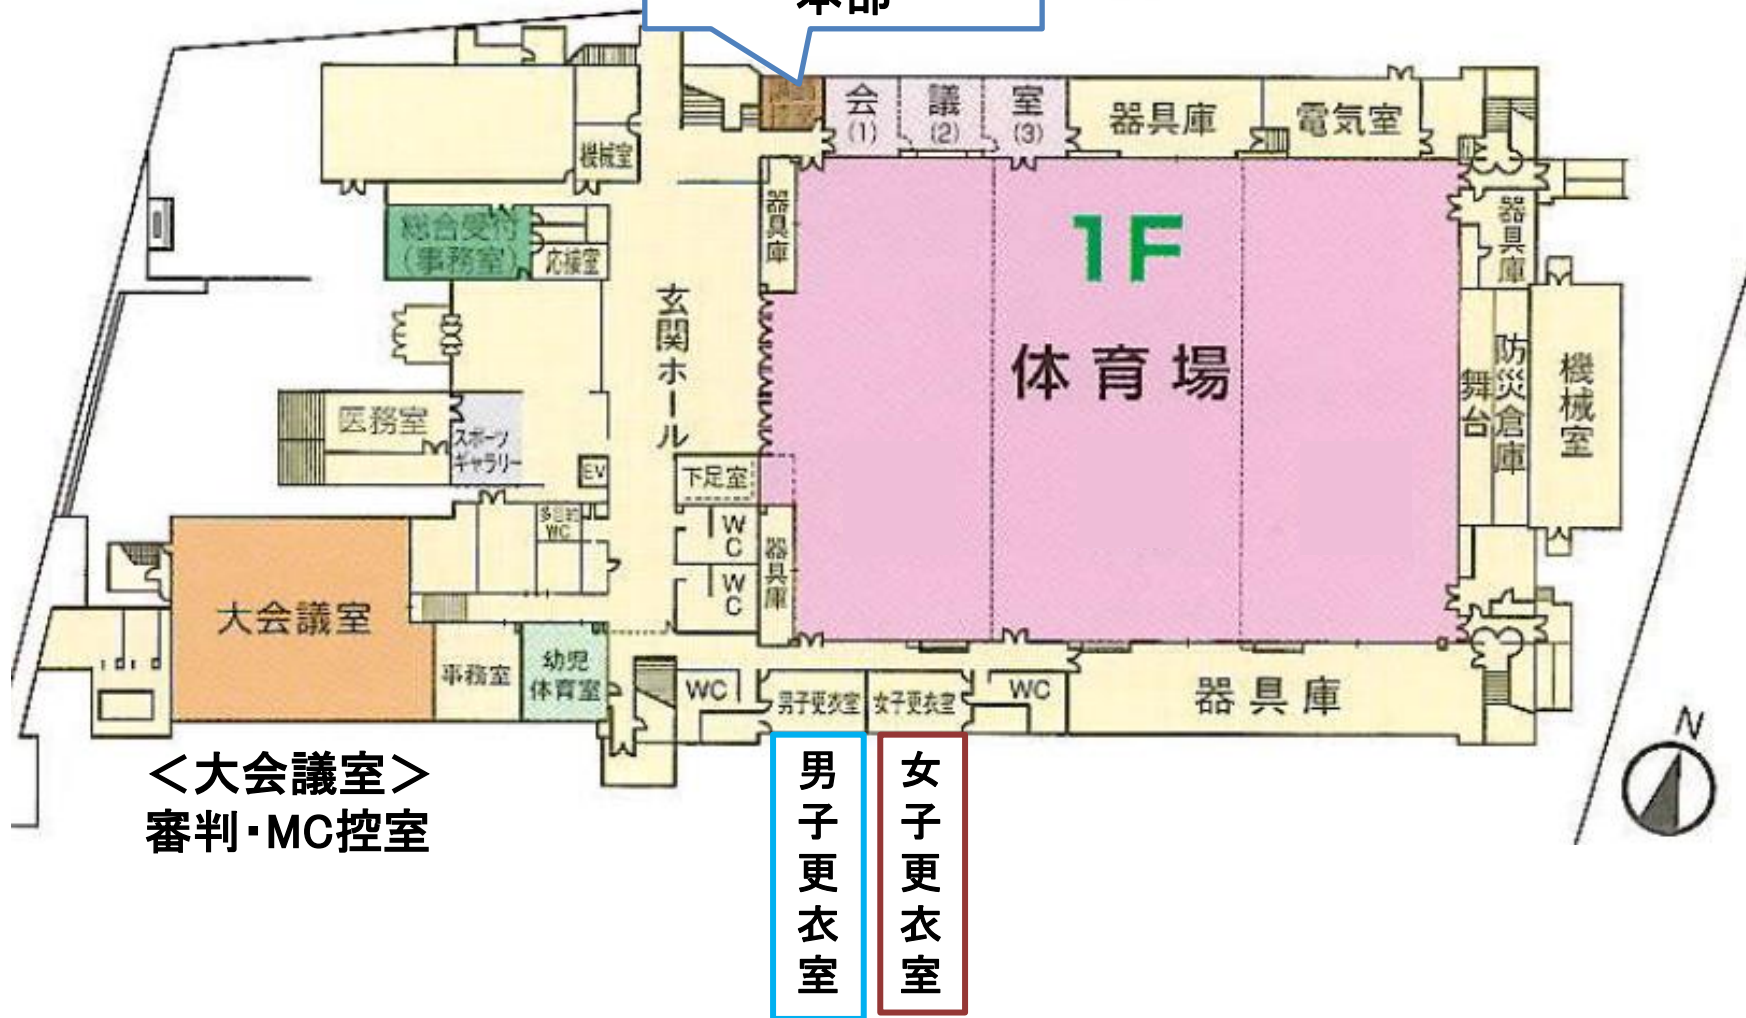 本部
会 議 室
(1) (2) (3)
器具庫
電気室
機械室
器具庫
1F
器具庫
総合受付
(事務室)
応接室
玄関ホール
体育場
舞台
防災倉庫
機械室
医務室
スポーツ
ギャラリー
EV
下足室
多目的
WC
WC
WC
器具庫
大会議室
事務室
幼児
体育室
WC
男子更衣室
女子更衣室
WC
器具庫
N
＜大会議室＞
審判・MC控室
男子更衣室
女子更衣室